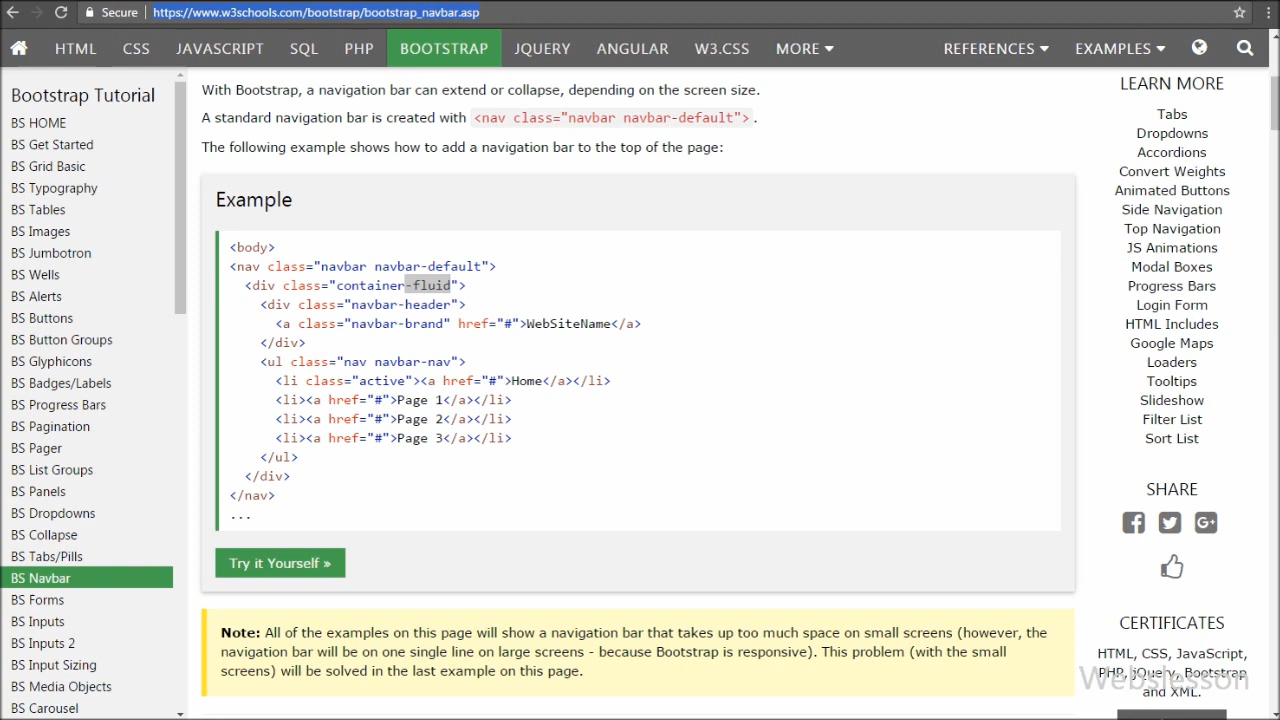 Secure https://www.w3schools.com/bootstrap/bootstrap_navbar.asp
HTML CSS JAVASCRIPT SQL PHP BOOTSTRAP JQUERY ANGULAR W3.CSS MORE REFERENCES EXAMPLES
Bootstrap Tutorial
BS HOME
BS Get Started
BS Grid Basic
BS Typography
BS Tables
BS Images
BS Jumbotron
BS Wells
BS Alerts
BS Buttons
BS Button Groups
BS Glyphicons
BS Badges/Labels
BS Progress Bars
BS Pagination
BS Pager
BS List Groups
BS Panels
BS Dropdowns
BS Collapse
BS Tabs/Pills
BS Navbar
BS Forms
BS Inputs
BS Inputs 2
BS Input Sizing
BS Media Objects
BS Carousel
With Bootstrap, a navigation bar can extend or collapse, depending on the screen size.
A standard navigation bar is created with <nav class="navbar navbar-default">.
The following example shows how to add a navigation bar to the top of the page:
Example
<body>
<nav class="navbar navbar-default">
<div class="container-fluid">
<div class="navbar-header">
<a class="navbar-brand" href="#">WebSiteName</a>
</div>
<ul class="nav navbar-nav">
<li class="active"><a href="#">Home</a></li>
<li><a href="#">Page 1</a></li>
<li><a href="#">Page 2</a></li>
<li><a href="#">Page 3</a></li>
</ul>
</div>
</nav>
...
Try it Yourself »
Note: All of the examples on this page will show a navigation bar that takes up too much space on small screens (however, the
navigation bar will be on one single line on large screens - because Bootstrap is responsive). This problem (with the small
screens) will be solved in the last example on this page.
LEARN MORE
Tabs
Dropdowns
Accordions
Convert Weights
Animated Buttons
Side Navigation
Top Navigation
JS Animations
Modal Boxes
Progress Bars
Login Form
HTML Includes
Google Maps
Loaders
Tooltips
Slideshow
Filter List
Sort List
SHARE
CERTIFICATES
HTML, CSS, JavaScript,
PHP, jQuery, Bootstrap
and XML.
Webslesson